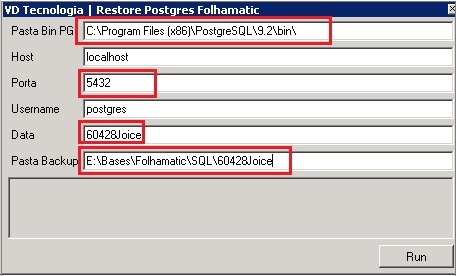 VD Tecnologia | Restore Postgres Folhamatic
Pasta Bin PG C:\Program Files (x86)\PostgreSQL\9.2\bin\
Host localhost
Porta 5432
Username postgres
Data 60428Joice
Pasta Backup E:\Bases\Folhamatic\SQL\60428Joice
Run